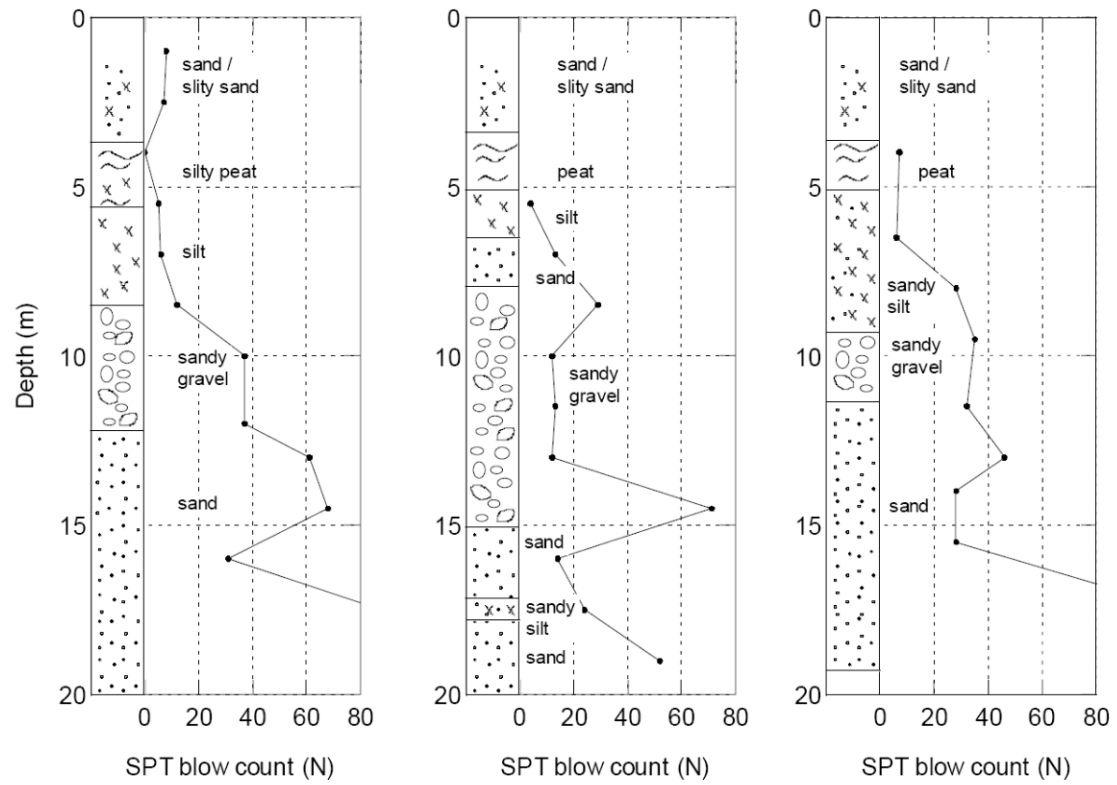 0
5
10
15
20
Depth (m)
sand /
slity sand
silty peat
silt
sandy
gravel
sand
0 20 40 60 80
SPT blow count (N)
0
5
10
15
20
sand /
slity sand
peat
silt
sand
sandy
gravel
sand
sandy
silt
sand
0 20 40 60 80
SPT blow count (N)
0
5
10
15
20
sand /
slity sand
peat
sandy
silt
sandy
gravel
sand
0 20 40 60 80
SPT blow count (N)